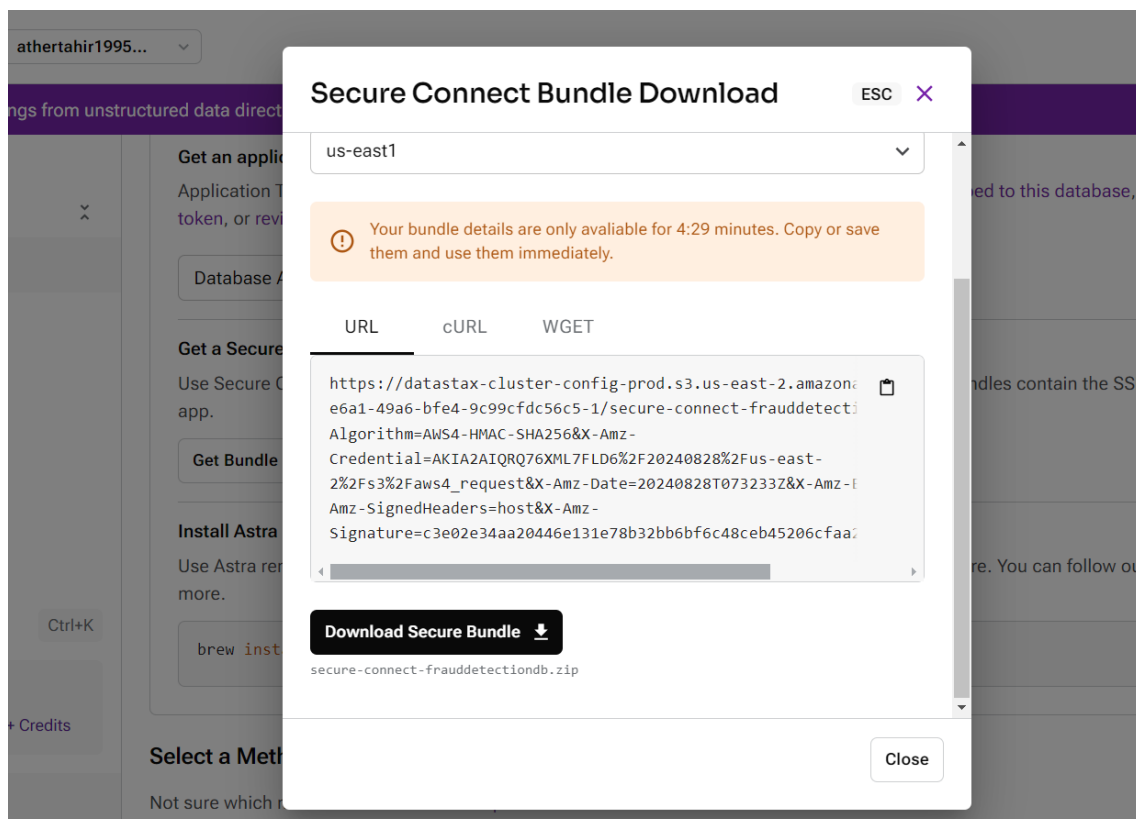 athertahir1995...
Secure Connect Bundle Download
ESC
ngs from unstructured data direct
us-east1
Get an applic
Application T
ed to this database,
token, or revi
Your bundle details are only avaliable for 4:29 minutes. Copy or save
them and use them immediately.
Database A
URL
cURL
WGET
Get a Secure
Use Secure C
ndles contain the SS
app.
Get Bundle
https://datastax-cluster-config-prod.s3.us-east-2.amazona
e6a1-49a6-bfe4-9c99cfdc56c5-1/secure-connect-frauddetecti
Algorithm=AWS4-HMAC-SHA256&X-Amz-
Credential=AKIA2AIQRQ76XML7FLD6%2F20240828%2Fus-east-
2%2Fs3%2Faws4_request&X-Amz-Date=20240828T073233Z&X-Amz-E
Amz-SignedHeaders=host&X-Amz-
Signature=c3e02e34aa20446e131e78b32bb6bf6c48ceb45206cfaa2
Install Astra
Use Astra rer
re. You can follow ou
more.
Ctrl+K
brew inst
Download Secure Bundle
secure-connect-frauddetectiondb.zip
+ Credits
Select a Meth
Close
Not sure which